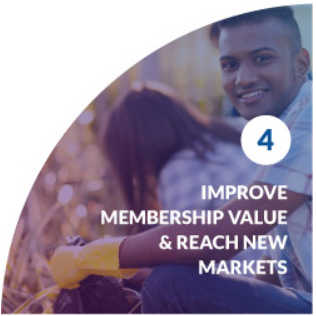 4
IMPROVE
MEMBERSHIP VALUE
& REACH NEW
MARKETS